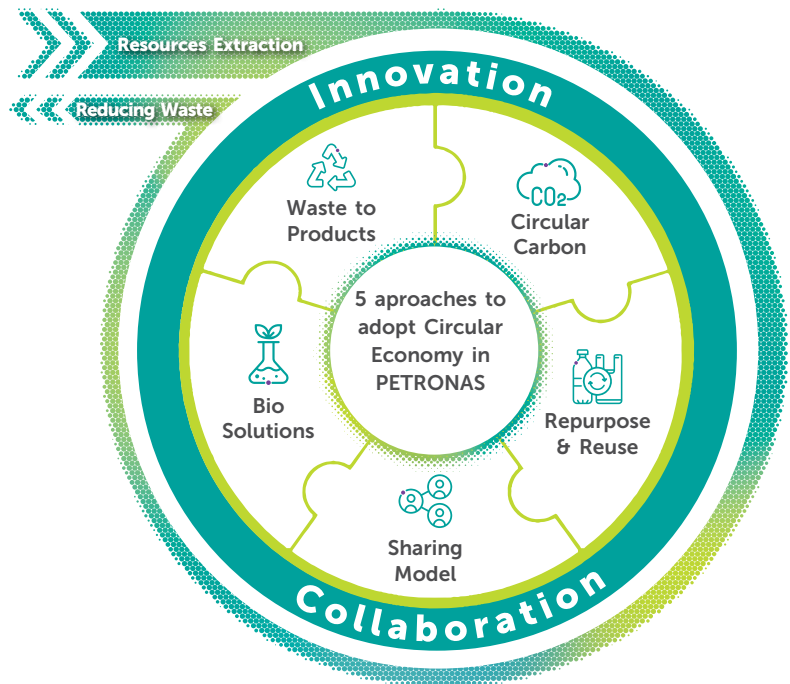 Resources Extraction
Reducing Waste
Innovation
Waste to
Products
CO2
Circular
Carbon
5 aproaches to
adopt Circular
Economy in
PETRONAS
Bio
Solutions
Repurpose
& Reuse
Sharing
Model
Collaboration